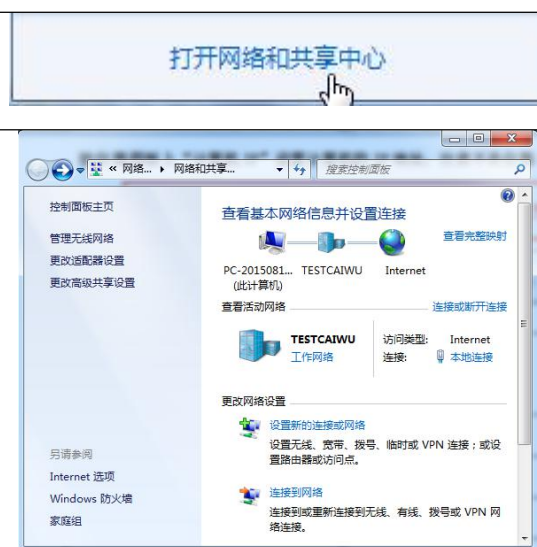 打开网络和共享中心
« 网络... ▸ 网络和共享...
搜索控制面板
控制面板主页
管理无线网络
更改适配器设置
更改高级共享设置
另请参阅
Internet 选项
Windows 防火墙
家庭组
查看基本网络信息并设置连接
查看完整映射
PC-2015081... TESTCAIWU Internet
(此计算机)
查看活动网络 连接或断开连接
TESTCAIWU 访问类型: Internet
工作网络 连接: 本地连接
更改网络设置
设置新的连接或网络
设置无线、宽带、拨号、临时或 VPN 连接；或设
置路由器或访问点。
连接到网络
连接到或重新连接到无线、有线、拨号或 VPN 网
络连接。